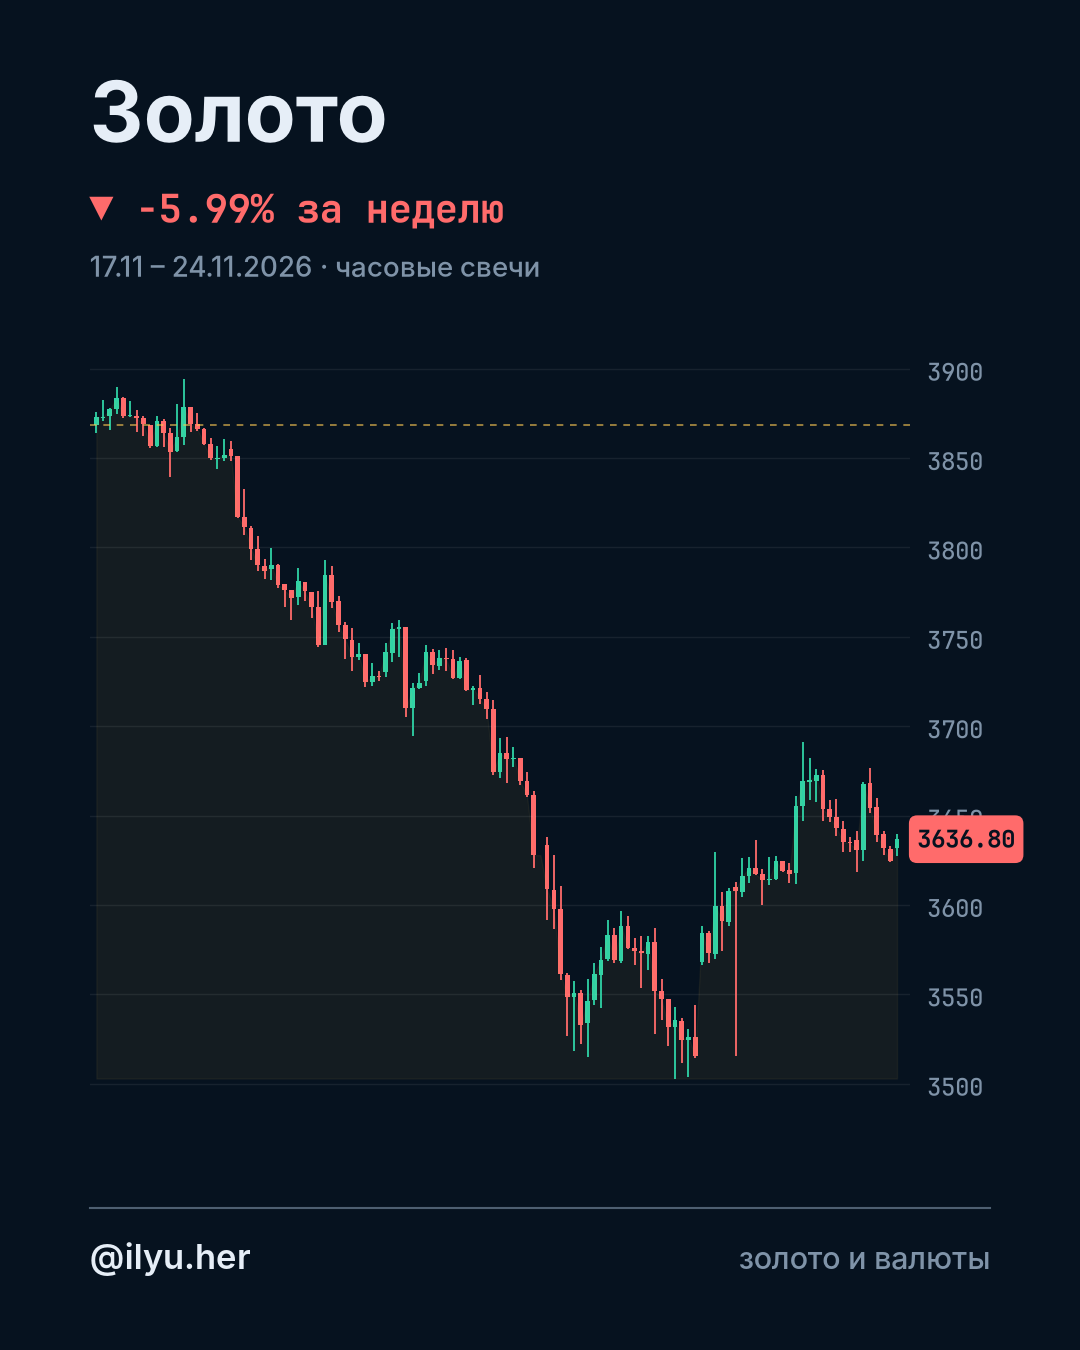 Золото
▼ -5.99% за неделю
17.11 – 24.11.2026 · часовые свечи
3900
3850
3800
3750
3700
3636.80
3600
3550
3500
@ilyu.her
золото и валюты